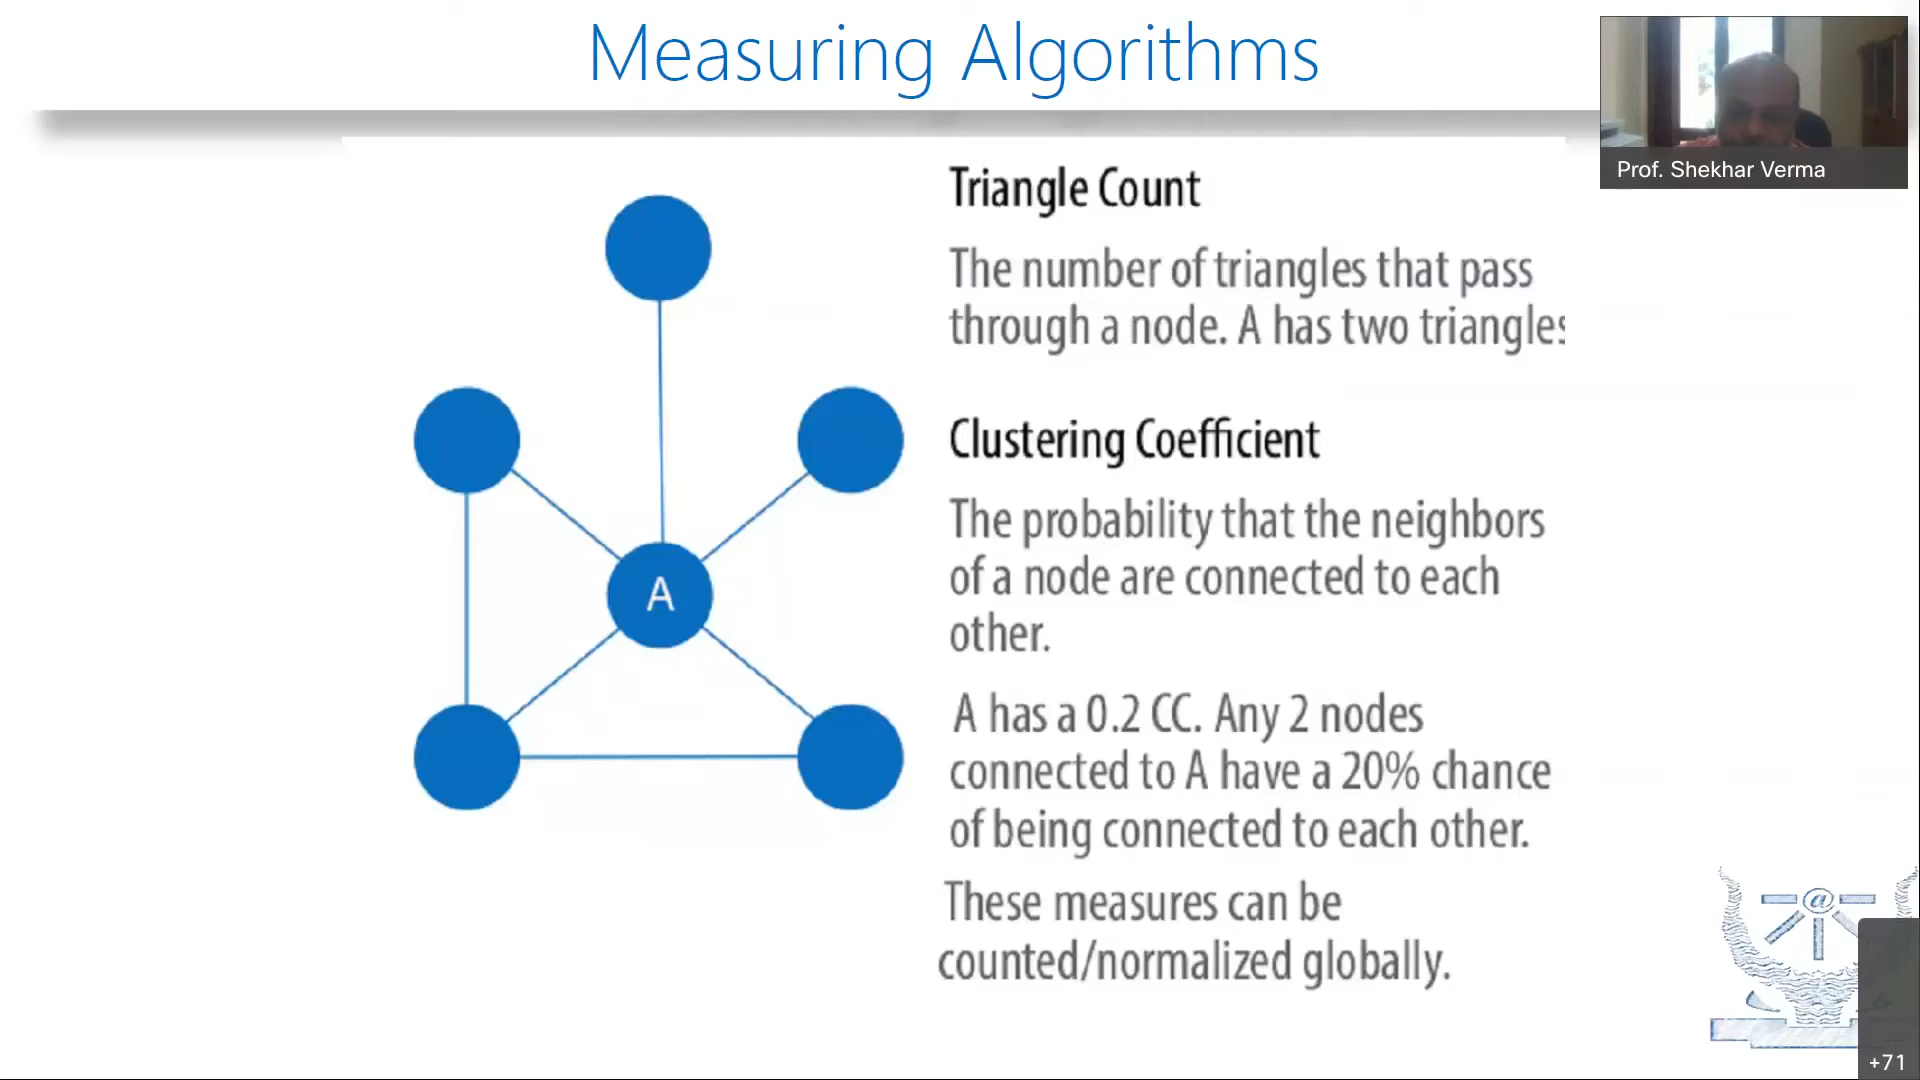 Measuring Algorithms
Prof. Shekhar Verma
Triangle Count
The number of triangles that pass
through a node. A has two triangles
Clustering Coefficient
The probability that the neighbors
of a node are connected to each
other.
A has a 0.2 CC. Any 2 nodes
connected to A have a 20% chance
of being connected to each other.
These measures can be
counted/normalized globally.
A
@
+71